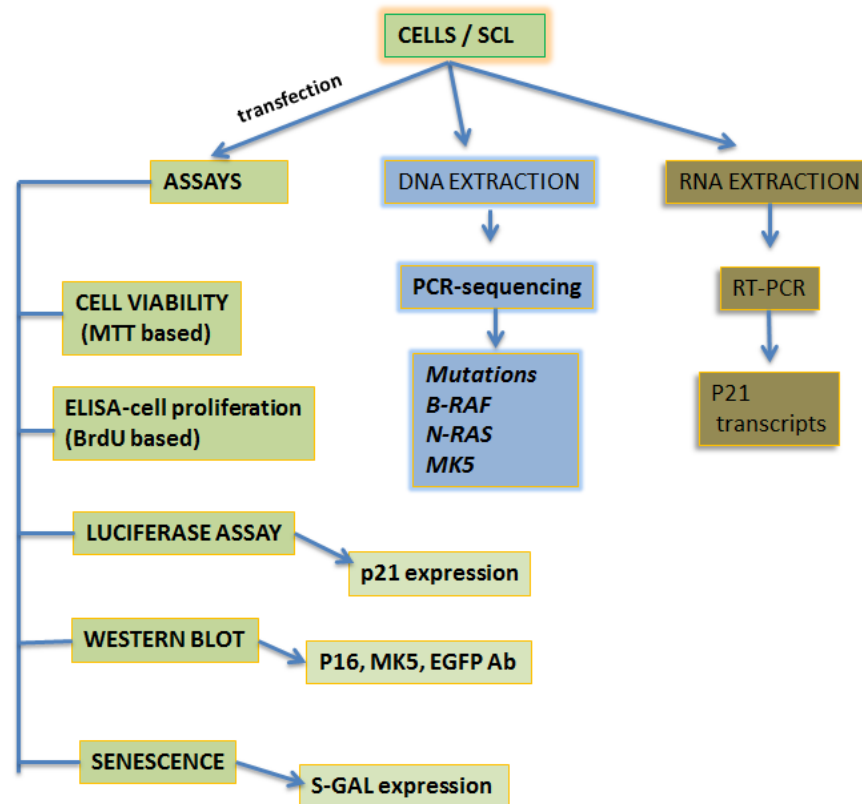 CELLS / SCL
transfection
ASSAYS
DNA EXTRACTION
RNA EXTRACTION
CELL VIABILITY
(MTT based)
PCR-sequencing
RT-PCR
Mutations
B-RAF
N-RAS
MK5
P21
transcripts
ELISA-cell proliferation
(BrdU based)
LUCIFERASE ASSAY
p21 expression
WESTERN BLOT
P16, MK5, EGFP Ab
SENESCENCE
S-GAL expression